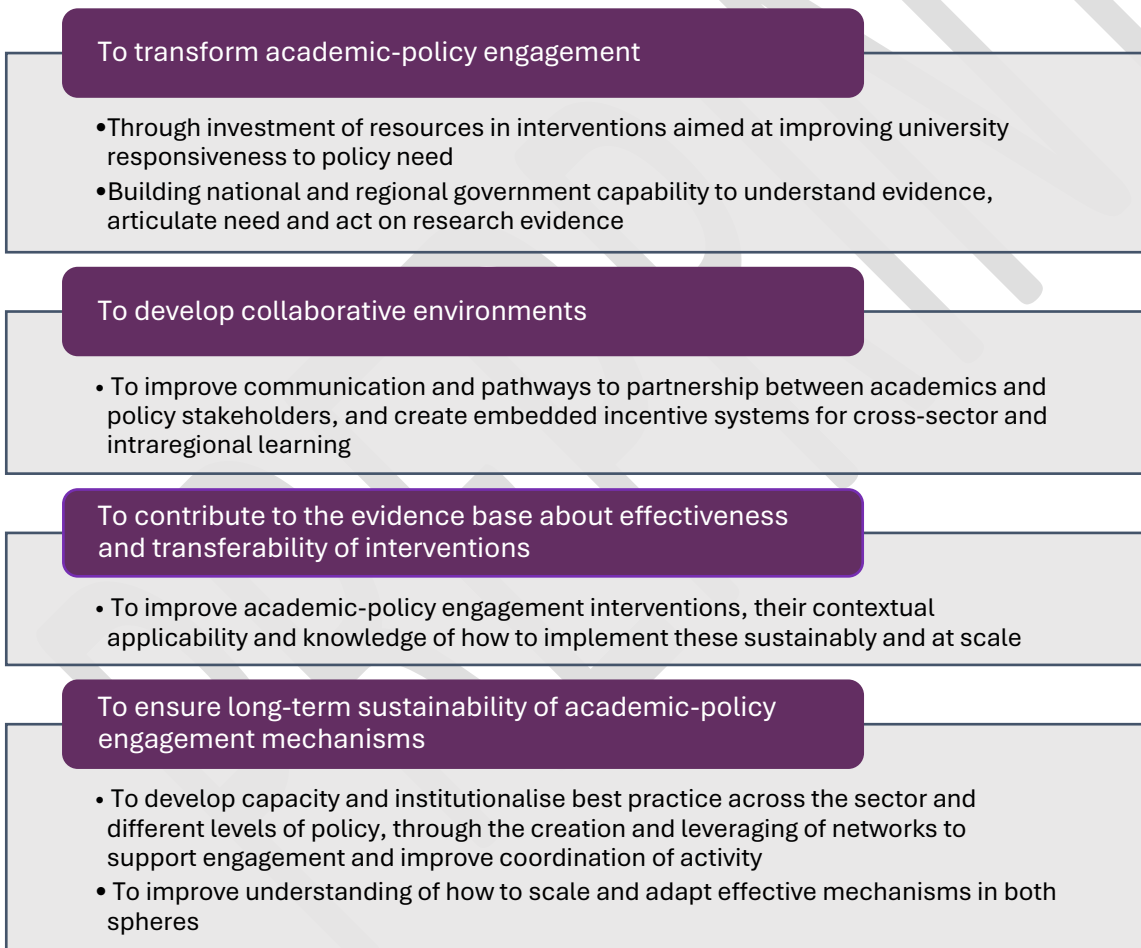 To transform academic-policy engagement
•Through investment of resources in interventions aimed at improving university
responsiveness to policy need
•Building national and regional government capability to understand evidence,
articulate need and act on research evidence
To develop collaborative environments
• To improve communication and pathways to partnership between academics and
policy stakeholders, and create embedded incentive systems for cross-sector and
intraregional learning
To contribute to the evidence base about effectiveness
and transferability of interventions
• To improve academic-policy engagement interventions, their contextual
applicability and knowledge of how to implement these sustainably and at scale
To ensure long-term sustainability of academic-policy
engagement mechanisms
• To develop capacity and institutionalise best practice across the sector and
different levels of policy, through the creation and leveraging of networks to
support engagement and improve coordination of activity
• To improve understanding of how to scale and adapt effective mechanisms in both
spheres